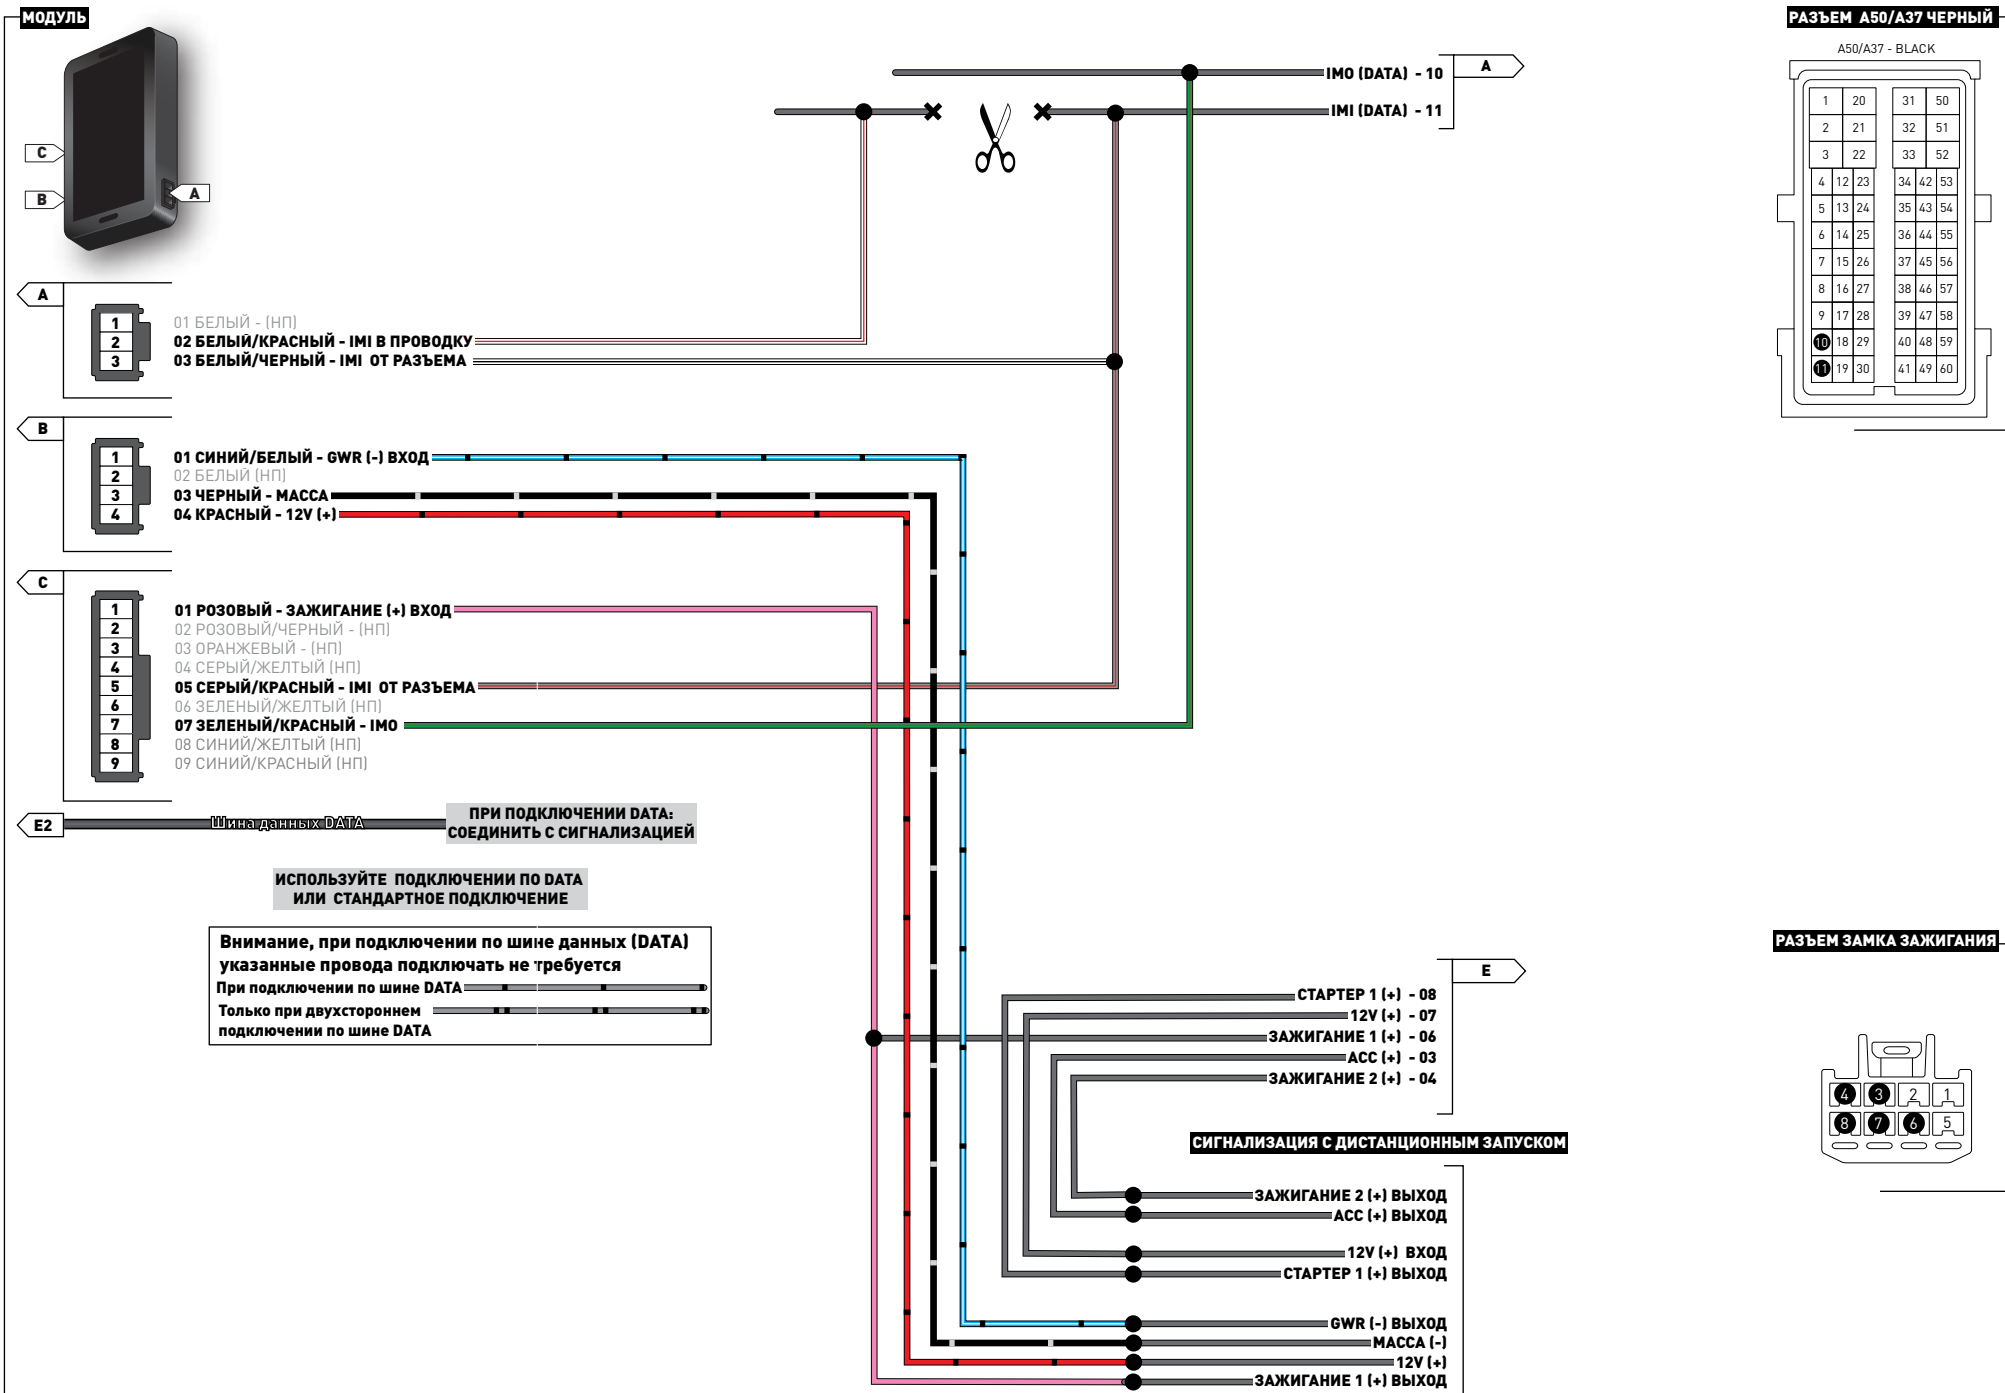 МОДУЛЬ
C
B
A
A
1
2
3
01 БЕЛЫЙ - (НП)
02 БЕЛЫЙ/КРАСНЫЙ - IMI В ПРОВОДКУ
03 БЕЛЫЙ/ЧЕРНЫЙ - IMI ОТ РАЗЪЕМА
B
1
2
3
4
01 СИНИЙ/БЕЛЫЙ - GWR (-) ВХОД
02 БЕЛЫЙ (НП)
03 ЧЕРНЫЙ - МАССА
04 КРАСНЫЙ - 12V (+)
C
1
2
3
4
5
6
7
8
9
01 РОЗОВЫЙ - ЗАЖИГАНИЕ (+) ВХОД
02 РОЗОВЫЙ/ЧЕРНЫЙ - (НП)
03 ОРАНЖЕВЫЙ - (НП)
04 СЕРЫЙ/ЖЕЛТЫЙ (НП)
05 СЕРЫЙ/КРАСНЫЙ - IMI ОТ РАЗЪЕМА
06 ЗЕЛЕНЫЙ/ЖЕЛТЫЙ (НП)
07 ЗЕЛЕНЫЙ/КРАСНЫЙ - IMO
08 СИНИЙ/ЖЕЛТЫЙ (НП)
09 СИНИЙ/КРАСНЫЙ (НП)
E2
Шина данных DATA
ПРИ ПОДКЛЮЧЕНИИ DATA:
СОЕДИНИТЬ С СИГНАЛИЗАЦИЕЙ
ИСПОЛЬЗУЙТЕ ПОДКЛЮЧЕНИИ ПО DATA
ИЛИ СТАНДАРТНОЕ ПОДКЛЮЧЕНИЕ
Внимание, при подключении по шине данных (DATA)
указанные провода подключать не требуется
При подключении по шине DATA
Только при двухстороннем
подключении по шине DATA
A
IMO (DATA) - 10
IMI (DATA) - 11
E
СТАРТЕР 1 (+) - 08
12V (+) - 07
ЗАЖИГАНИЕ 1 (+) - 06
ACC (+) - 03
ЗАЖИГАНИЕ 2 (+) - 04
СИГНАЛИЗАЦИЯ С ДИСТАНЦИОННЫМ ЗАПУСКОМ
ЗАЖИГАНИЕ 2 (+) ВЫХОД
ACC (+) ВЫХОД
12V (+) ВХОД
СТАРТЕР 1 (+) ВЫХОД
GWR (-) ВЫХОД
МАССА (-)
12V (+)
ЗАЖИГАНИЕ 1 (+) ВЫХОД
РАЗЪЕМ A50/A37 ЧЕРНЫЙ
A50/A37 - BLACK
1 20 31 50
2 21 32 51
3 22 33 52
4 12 23 34 42 53
5 13 24 35 43 54
6 14 25 36 44 55
7 15 26 37 45 56
8 16 27 38 46 57
9 17 28 39 47 58
10 18 29 40 48 59
11 19 30 41 49 60
РАЗЪЕМ ЗАМКА ЗАЖИГАНИЯ
4 3 2 1
8 7 6 5